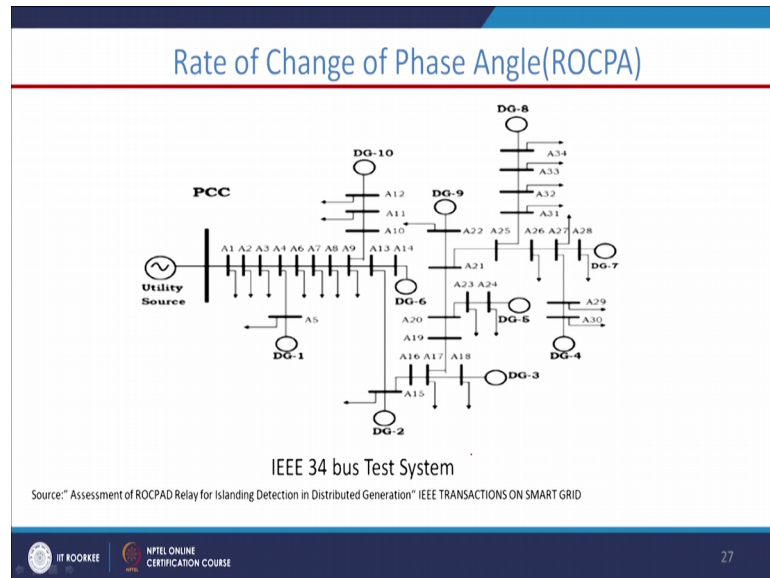 Rate of Change of Phase Angle(ROCPA)
DG-8
A34
A33
A32
A31
DG-10
A12
A11
A10
DG-9
A22 A25 A26 A27 A28
DG-7
PCC
A1 A2 A3 A4 A6 A7 A8 A9 A13 A14
Utility
Source
A21
DG-6
A23 A24
DG-5
A29
A30
DG-4
A5
DG-1
A20
A19
A16 A17 A18
DG-3
A15
DG-2
IEEE 34 bus Test System
Source:" Assessment of ROCPAD Relay for Islanding Detection in Distributed Generation" IEEE TRANSACTIONS ON SMART GRID
IIT ROORKEE
NPTEL ONLINE
CERTIFICATION COURSE
27